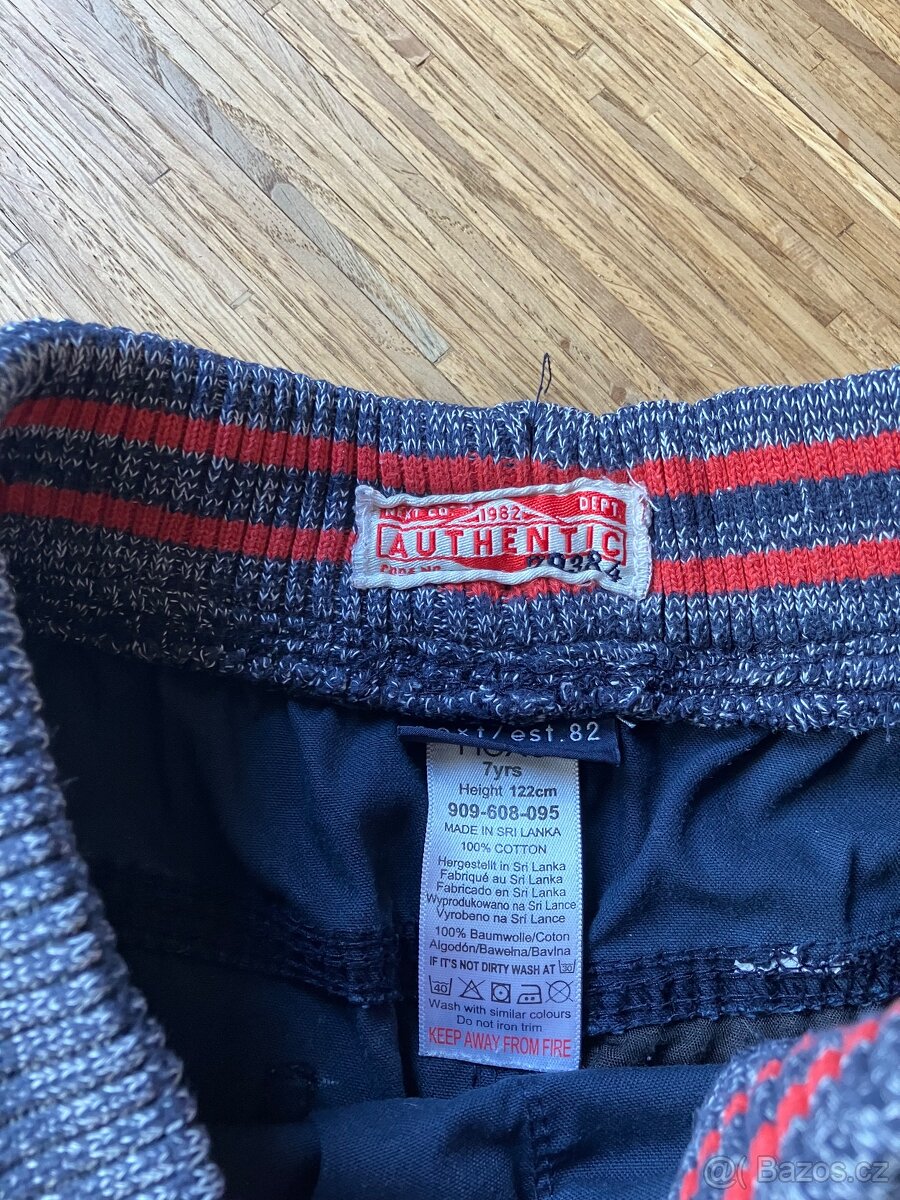 1982 DEPT
AUTHENTIC
next/est.82
7yrs
Height 122cm
909-608-095
MADE IN SRI LANKA
100% COTTON
Hergestellt in Sri Lanka
Fabriqué au Sri Lanka
Fabricado en Sri Lanka
Wyprodukowano na Sri Lance
Vyrobeno na Srí Lance
100% Baumwolle/Coton
Algodón/Bawełna/Bavlna
IF IT'S NOT DIRTY WASH AT 30
40
Wash with similar colours
Do not iron trim
KEEP AWAY FROM FIRE
Bazos.cz